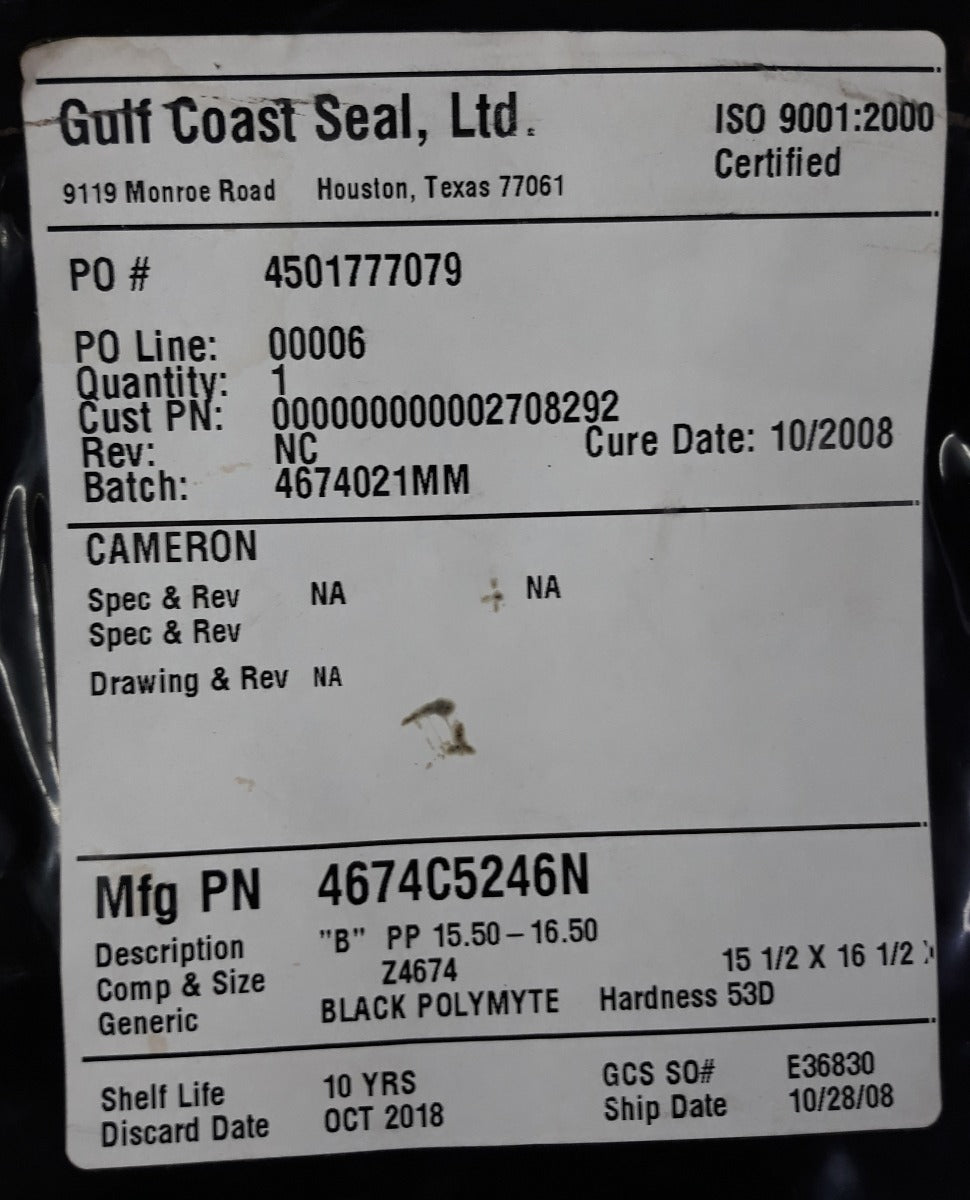 Gulf Coast Seal, Ltd.
ISO 9001:2000
Certified
9119 Monroe Road Houston, Texas 77061
PO # 4501777079
PO Line: 00006
Quantity: 1
Cust PN: 000000000002708292
Rev: NC Cure Date: 10/2008
Batch: 4674021MM
CAMERON
Spec & Rev NA NA
Spec & Rev
Drawing & Rev NA
Mfg PN 4674C5246N
Description "B" PP 15.50–16.50
Comp & Size Z4674 15 1/2 X 16 1/2
Generic BLACK POLYMYTE Hardness 53D
Shelf Life 10 YRS GCS SO# E36830
Discard Date OCT 2018 Ship Date 10/28/08